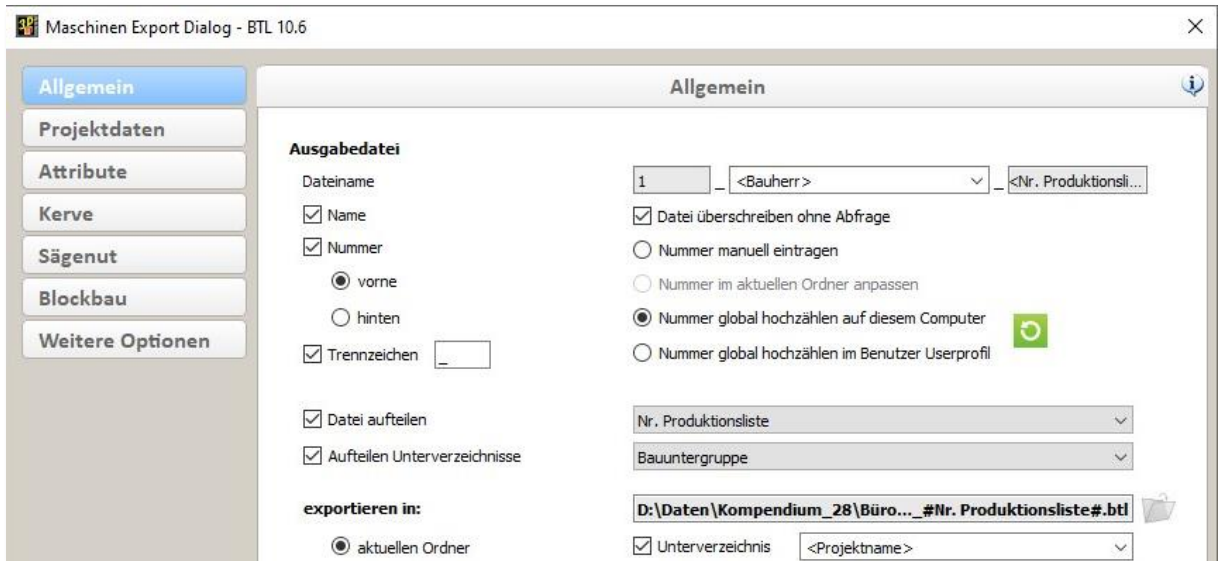 Maschinen Export Dialog - BTL 10.6
Allgemein
Projektdaten
Attribute
Kerve
Sägenut
Blockbau
Weitere Optionen
Allgemein
Ausgabedatei
Dateiname 1 _ <Bauherr> _ <Nr. Produktionsli...
Name Datei überschreiben ohne Abfrage
Nummer Nummer manuell eintragen
vorne Nummer im aktuellen Ordner anpassen
hinten Nummer global hochzählen auf diesem Computer
Trennzeichen _ Nummer global hochzählen im Benutzer Userprofil
Datei aufteilen Nr. Produktionsliste
Aufteilen Unterverzeichnisse Bauuntergruppe
exportieren in: D:\Daten\Kompendium_28\Büro..._#Nr. Produktionsliste#.btl
aktuellen Ordner Unterverzeichnis <Projektname>